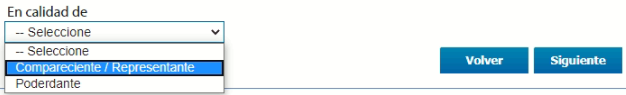 En calidad de
-- Seleccione
-- Seleccione
Compareciente / Representante
Poderdante
Volver Siguiente